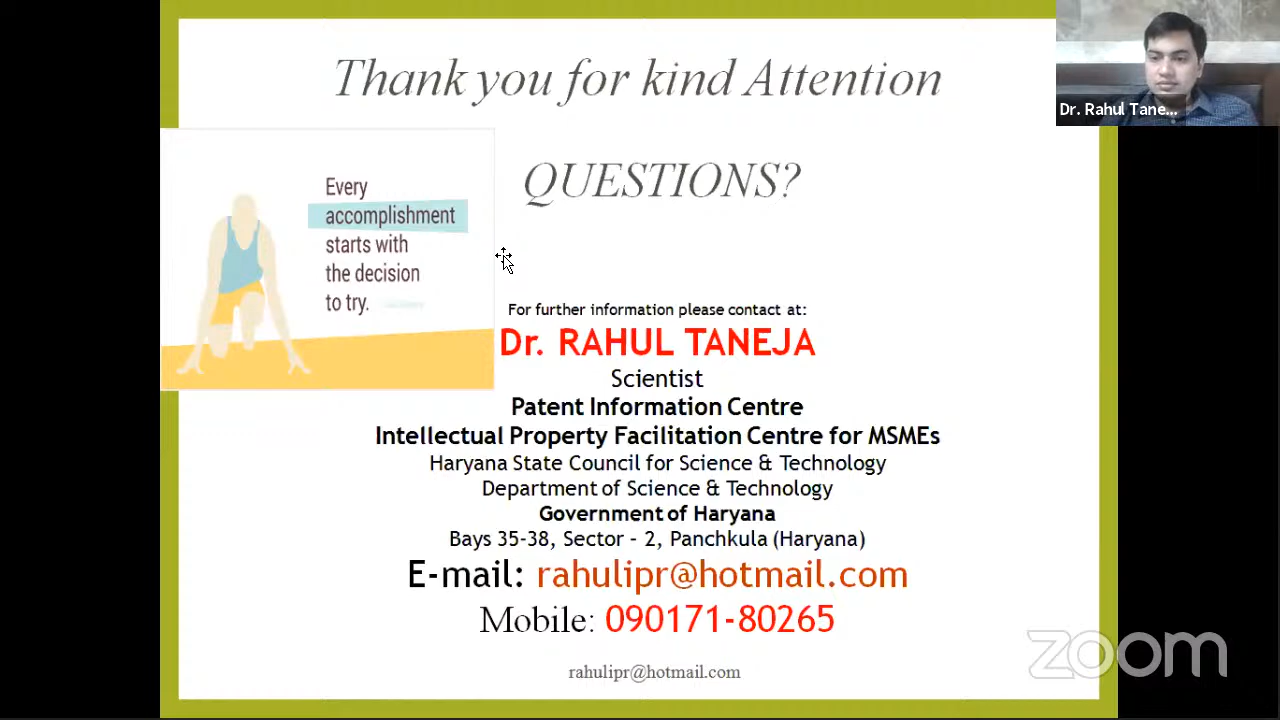 Thank you for kind Attention
Dr. Rahul Tane...
QUESTIONS?
Every
accomplishment
starts with
the decision
to try.
For further information please contact at:
Dr. RAHUL TANEJA
Scientist
Patent Information Centre
Intellectual Property Facilitation Centre for MSMEs
Haryana State Council for Science & Technology
Department of Science & Technology
Government of Haryana
Bays 35-38, Sector - 2, Panchkula (Haryana)
E-mail: rahulipr@hotmail.com
Mobile: 090171-80265
rahulipr@hotmail.com
zoom